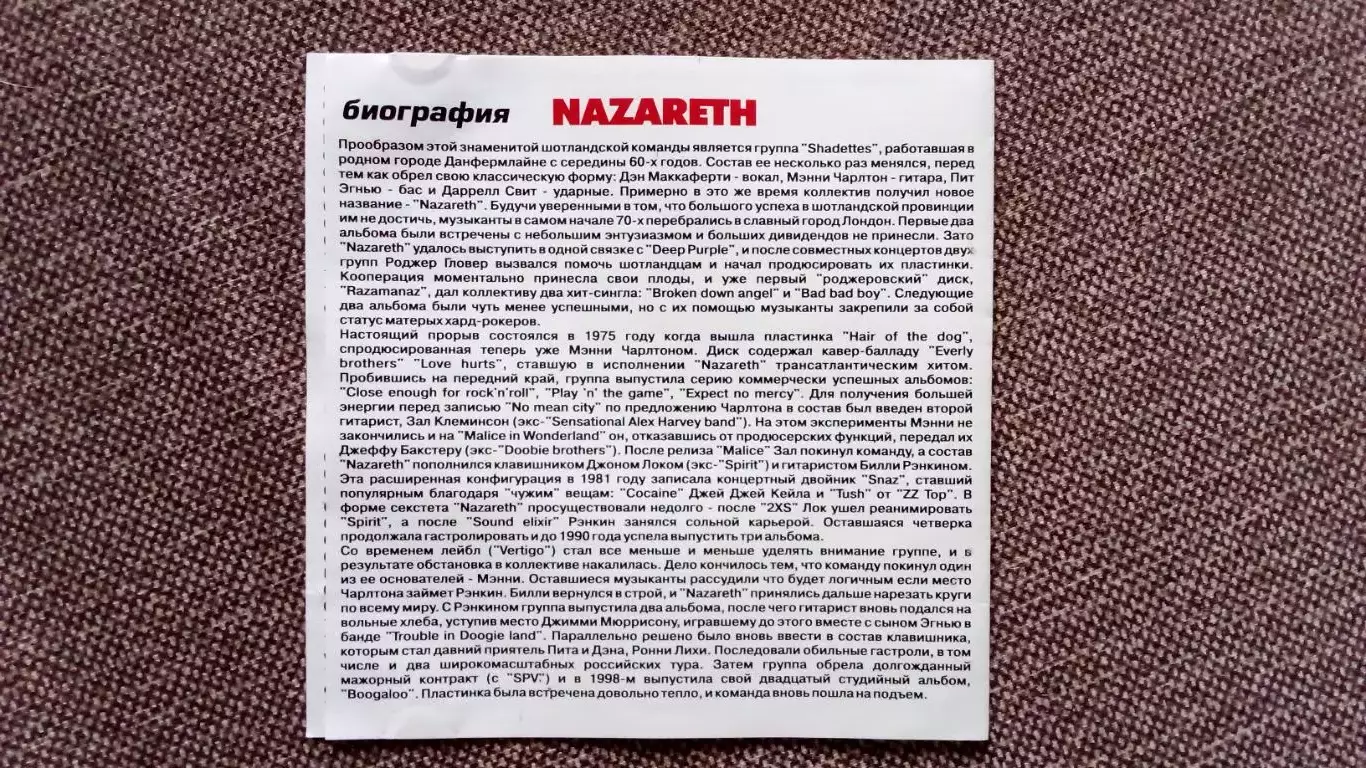 биография NAZARETH
Прообразом этой знаменитой шотландской команды является группа "Shadettes", работавшая в
родном городе Данфермлайне с середины 60-х годов. Состав ее несколько раз менялся, перед
тем как обрел свою классическую форму: Дэн Маккаферти - вокал, Мэнни Чарлтон - гитара, Пит
Эгнью - бас и Даррелл Свит - ударные. Примерно в это же время коллектив получил новое
название - "Nazareth". Будучи уверенными в том, что большого успеха в шотландской провинции
им не достичь, музыканты в самом начале 70-х перебрались в славный город Лондон. Первые два
альбома были встречены с небольшим энтузиазмом и больших дивидендов не принесли. Зато
"Nazareth" удалось выступить в одной связке с "Deep Purple", и после совместных концертов двух
групп Роджер Гловер вызвался помочь шотландцам и начал продюсировать их пластинки.
Кооперация моментально принесла свои плоды, и уже первый "роджеровский" диск,
"Razamanaz", дал коллективу два хит-сингла: "Broken down angel" и "Bad bad boy". Следующие
два альбома были чуть менее успешными, но с их помощью музыканты закрепили за собой
статус матерых хард-рокеров.
Настоящий прорыв состоялся в 1975 году когда вышла пластинка "Hair of the dog",
спродюсированная теперь уже Мэнни Чарлтоном. Диск содержал кавер-балладу "Everly
brothers" "Love hurts", ставшую в исполнении "Nazareth" трансатлантическим хитом.
Пробившись на передний край, группа выпустила серию коммерчески успешных альбомов:
"Close enough for rock'n'roll", "Play 'n' the game", "Expect no mercy". Для получения большей
энергии перед записью "No mean city" по предложению Чарлтона в состав был введен второй
гитарист, Зал Клеминсон (экс-"Sensational Alex Harvey band"). На этом эксперименты Мэнни не
закончились и на "Malice in Wonderland" он, отказавшись от продюсерских функций, передал их
Джеффу Бакстеру (экс-"Doobie brothers"). После релиза "Malice" Зал покинул команду, а состав
"Nazareth" пополнился клавишником Джоном Локом (экс-"Spirit") и гитаристом Билли Рэнкином.
Эта расширенная конфигурация в 1981 году записала концертный двойник "Snaz", ставший
популярным благодаря "чужим" вещам: "Cocaine" Джей Джей Кейла и "Tush" от "ZZ Top". В
форме секстета "Nazareth" просуществовали недолго - после "2XS" Лок ушел реанимировать
"Spirit", а после "Sound elixir" Рэнкин занялся сольной карьерой. Оставшаяся четверка
продолжала гастролировать и до 1990 года успела выпустить три альбома.
Со временем лейбл ("Vertigo") стал все меньше и меньше уделять внимание группе, и в
результате обстановка в коллективе накалилась. Дело кончилось тем, что команду покинул один
из ее основателей - Мэнни. Оставшиеся музыканты рассудили что будет логичным если место
Чарлтона займет Рэнкин. Билли вернулся в строй, и "Nazareth" принялись дальше нарезать круги
по всему миру. С Рэнкином группа выпустила два альбома, после чего гитарист вновь подался на
вольные хлеба, уступив место Джимми Мюррисону, игравшему до этого вместе с сыном Эгнью в
банде "Trouble in Doogie land". Параллельно решено было вновь ввести в состав клавишника,
которым стал давний приятель Пита и Дэна, Ронни Лихи. Последовали обильные гастроли, в том
числе и два широкомасштабных российских тура. Затем группа обрела долгожданный
мажорный контракт (с "SPV") и в 1998-м выпустила свой двадцатый студийный альбом,
"Boogaloo". Пластинка была встречена довольно тепло, и команда вновь пошла на подъем.